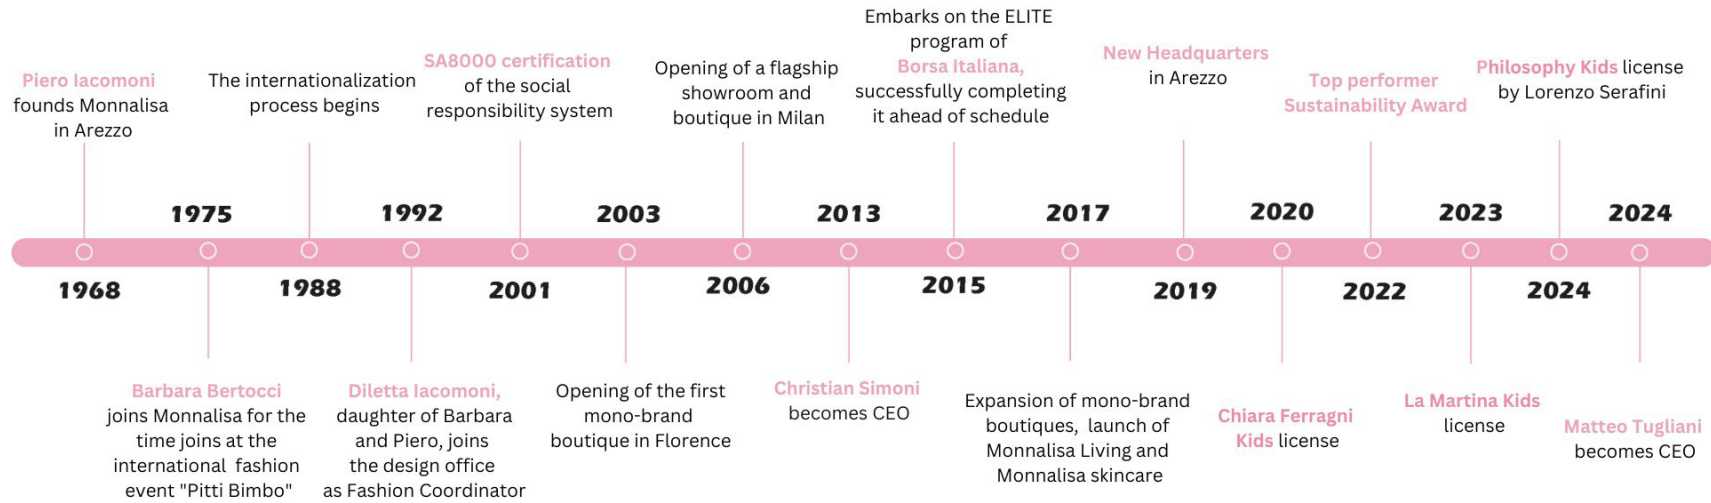 Piero Iacomoni
founds Monnalisa
in Arezzo
1968
1975
Barbara Bertocci
joins Monnalisa for the
time joins at the
international fashion
event "Pitti Bimbo"
The internationalization
process begins
1988
1992
Diletta Iacomoni,
daughter of Barbara
and Piero, joins
the design office
as Fashion Coordinator
SA8000 certification
of the social
responsibility system
2001
2003
Opening of the first
mono-brand
boutique in Florence
Opening of a flagship
showroom and
boutique in Milan
2006
2013
Christian Simoni
becomes CEO
Embarks on the ELITE
program of
Borsa Italiana,
successfully completing
it ahead of schedule
2015
2017
Expansion of mono-brand
boutiques, launch of
Monnalisa Living and
Monnalisa skincare
New Headquarters
in Arezzo
2019
2020
Chiara Ferragni
Kids license
Top performer
Sustainability Award
2022
2023
La Martina Kids
license
Philosophy Kids license
by Lorenzo Serafini
2024
2024
Matteo Tugliani
becomes CEO